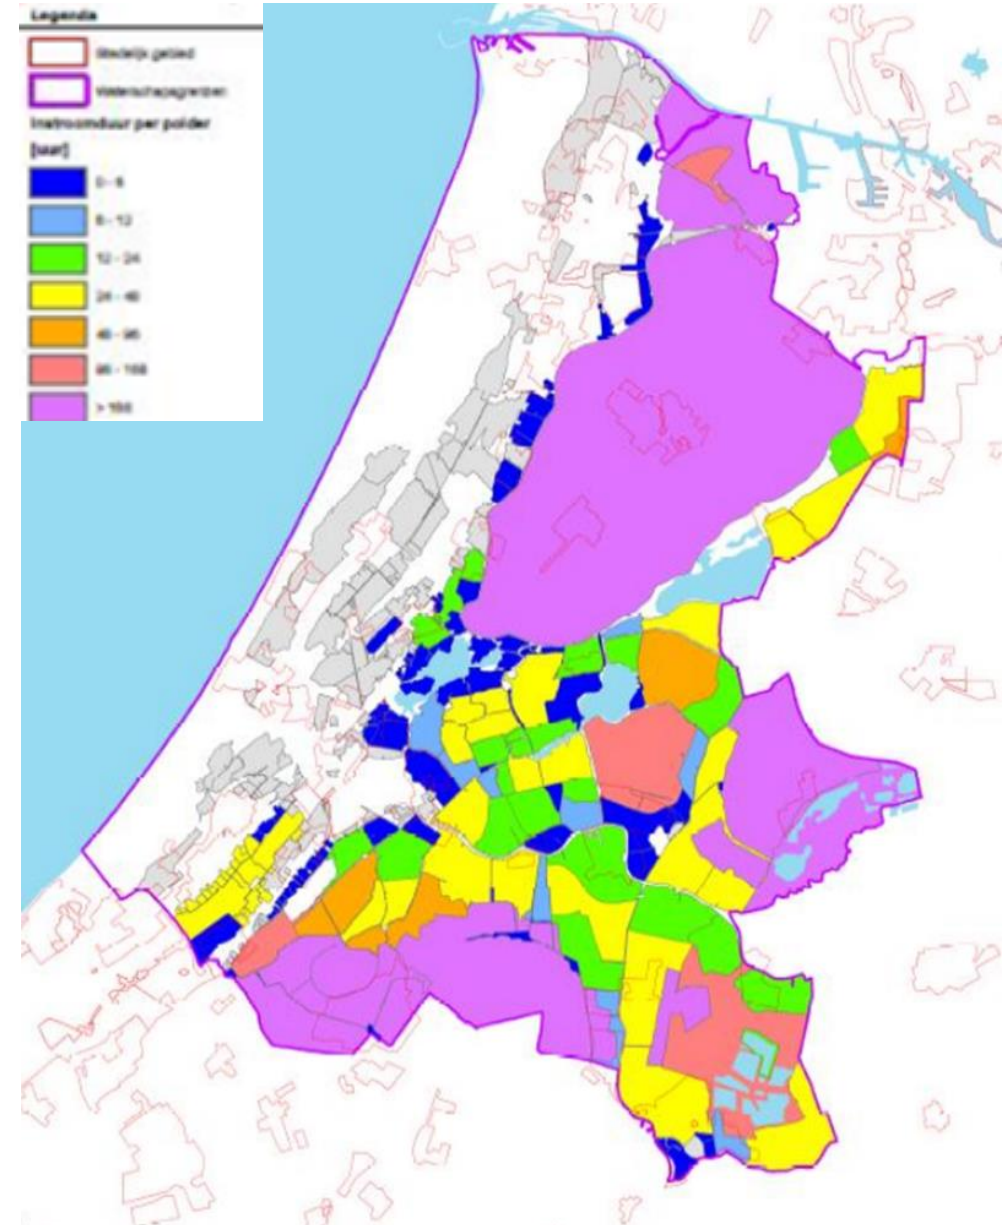 Legenda
Stedelijk gebied
Waterschapsgrenzen
Instroomduur per polder
[uur]
0 - 6
6 - 12
12 - 24
24 - 48
48 - 96
96 - 168
> 168